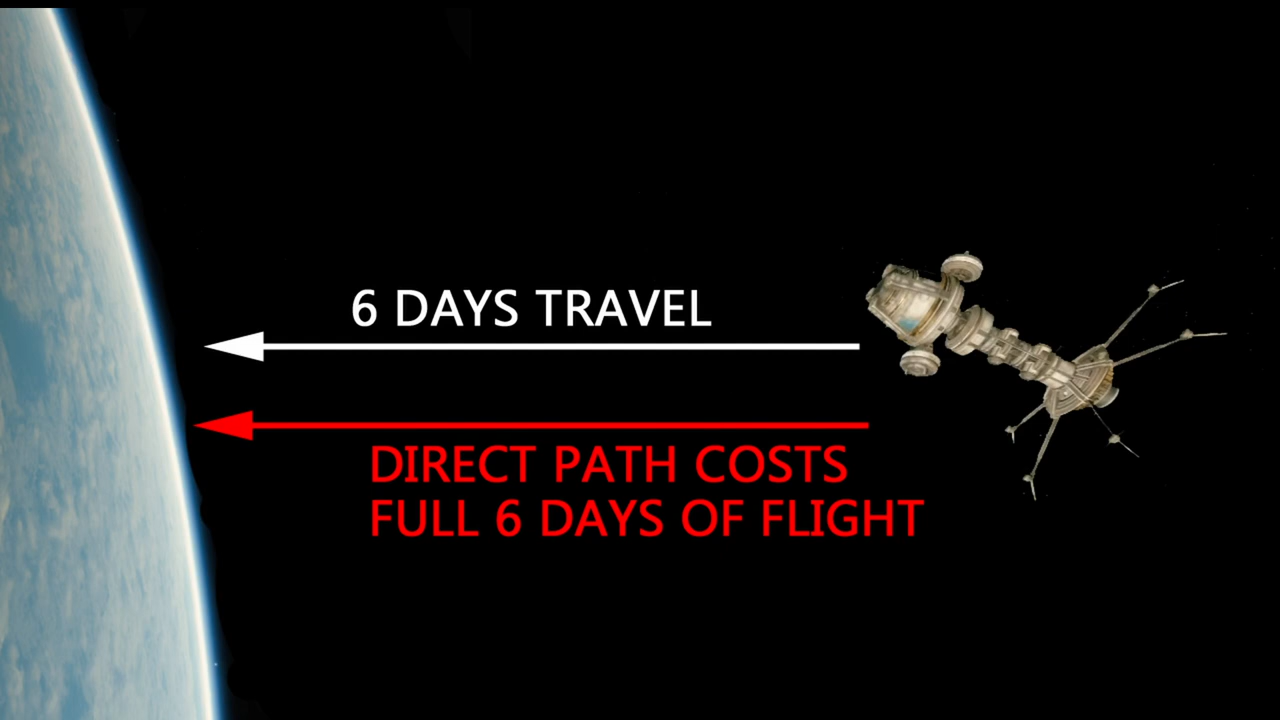 6 DAYS TRAVEL
DIRECT PATH COSTS
FULL 6 DAYS OF FLIGHT